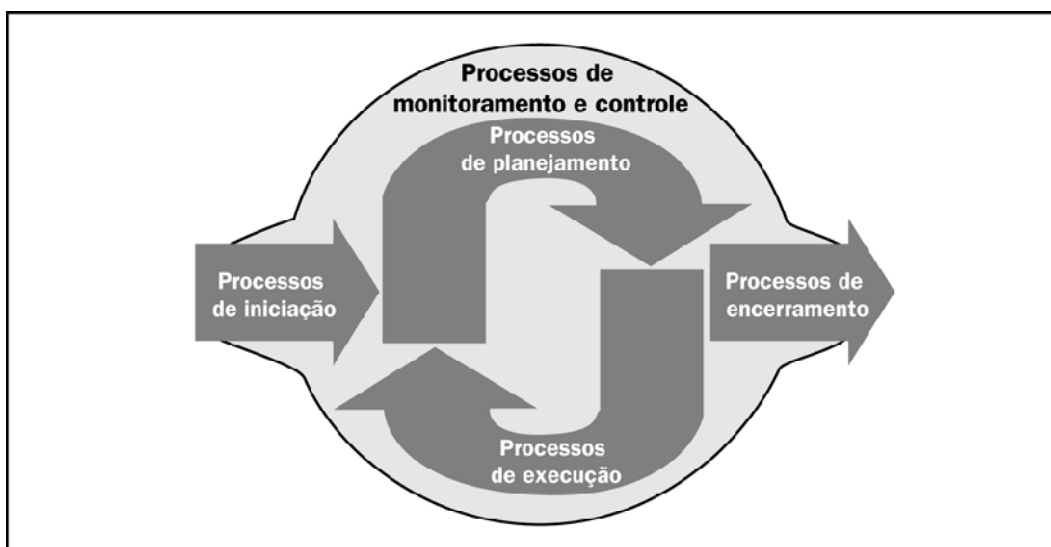 Processos de
monitoramento e controle
Processos
de planejamento
Processos
de iniciação
Processos de
encerramento
Processos
de execução